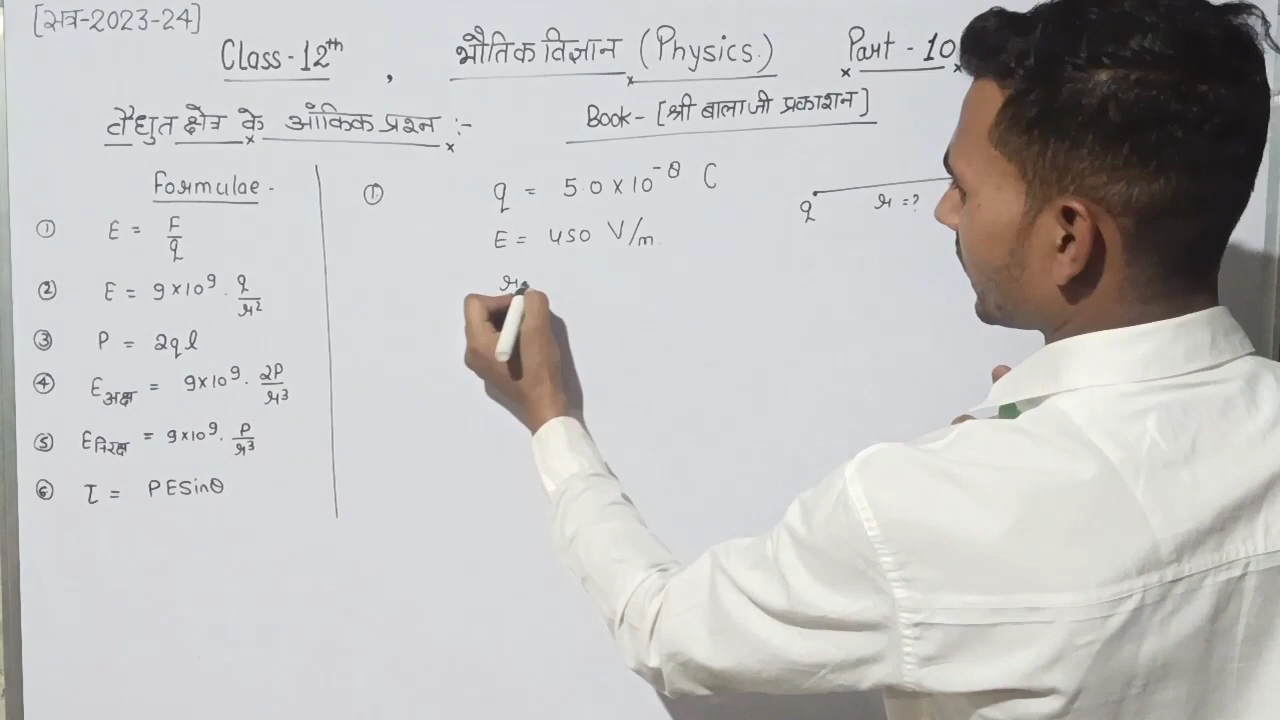 [सत्र-2023-24]
Class-12th, भौतिक विज्ञान (Physics.) Part - 10
वैद्युत क्षेत्र के आँकिक प्रश्न :-
Book- [श्री बालाजी प्रकाशन]
Formulae -
① E = F/q
② E = 9×10⁹ · q/r²
③ P = 2ql
④ Eअक्ष = 9×10⁹ · 2P/r³
⑤ Eनिरक्ष = 9×10⁹ · P/r³
⑥ τ = PESinθ
① q = 5.0×10⁻⁸ C
E = 450 V/m.
r
q r = ?